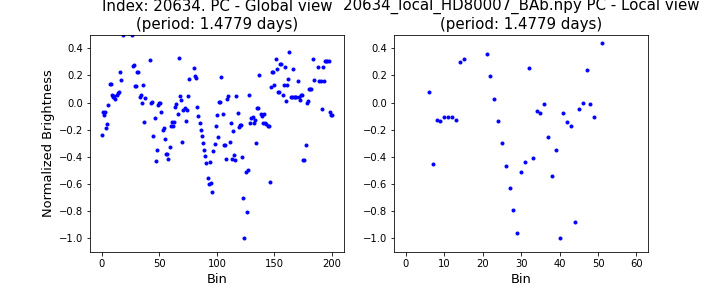 Index: 20634. PC - Global view
(period: 1.4779 days)
20634_local_HD80007_BAb.npy PC - Local view
(period: 1.4779 days)
Normalized Brightness
0.4
0.2
0.0
−0.2
−0.4
−0.6
−0.8
−1.0
0 50 100 150 200
Bin
0.4
0.2
0.0
−0.2
−0.4
−0.6
−0.8
−1.0
0 10 20 30 40 50 60
Bin